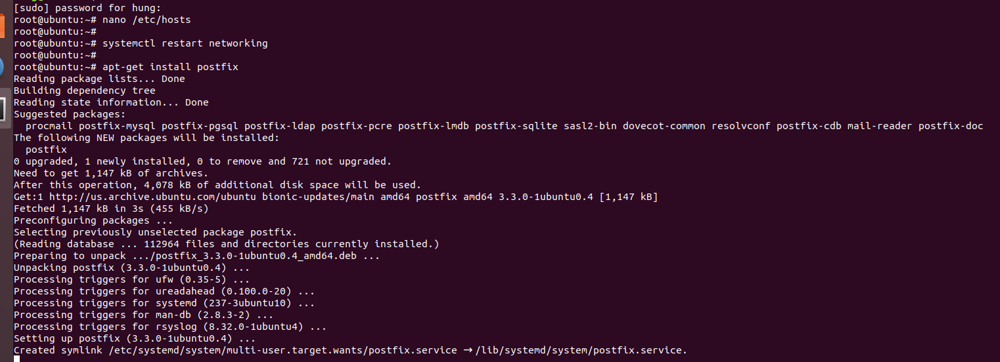 [sudo] password for hung:
root@ubuntu:~# nano /etc/hosts
root@ubuntu:~#
root@ubuntu:~# systemctl restart networking
root@ubuntu:~#
root@ubuntu:~# apt-get install postfix
Reading package lists... Done
Building dependency tree
Reading state information... Done
Suggested packages:
  procmail postfix-mysql postfix-pgsql postfix-ldap postfix-pcre postfix-lmdb postfix-sqlite sasl2-bin dovecot-common resolvconf postfix-cdb mail-reader postfix-doc
The following NEW packages will be installed:
  postfix
0 upgraded, 1 newly installed, 0 to remove and 721 not upgraded.
Need to get 1,147 kB of archives.
After this operation, 4,078 kB of additional disk space will be used.
Get:1 http://us.archive.ubuntu.com/ubuntu bionic-updates/main amd64 postfix amd64 3.3.0-1ubuntu0.4 [1,147 kB]
Fetched 1,147 kB in 3s (455 kB/s)
Preconfiguring packages ...
Selecting previously unselected package postfix.
(Reading database ... 112964 files and directories currently installed.)
Preparing to unpack .../postfix_3.3.0-1ubuntu0.4_amd64.deb ...
Unpacking postfix (3.3.0-1ubuntu0.4) ...
Processing triggers for ufw (0.35-5) ...
Processing triggers for ureadahead (0.100.0-20) ...
Processing triggers for systemd (237-3ubuntu10) ...
Processing triggers for man-db (2.8.3-2) ...
Processing triggers for rsyslog (8.32.0-1ubuntu4) ...
Setting up postfix (3.3.0-1ubuntu0.4) ...
Created symlink /etc/systemd/system/multi-user.target.wants/postfix.service → /lib/systemd/system/postfix.service.